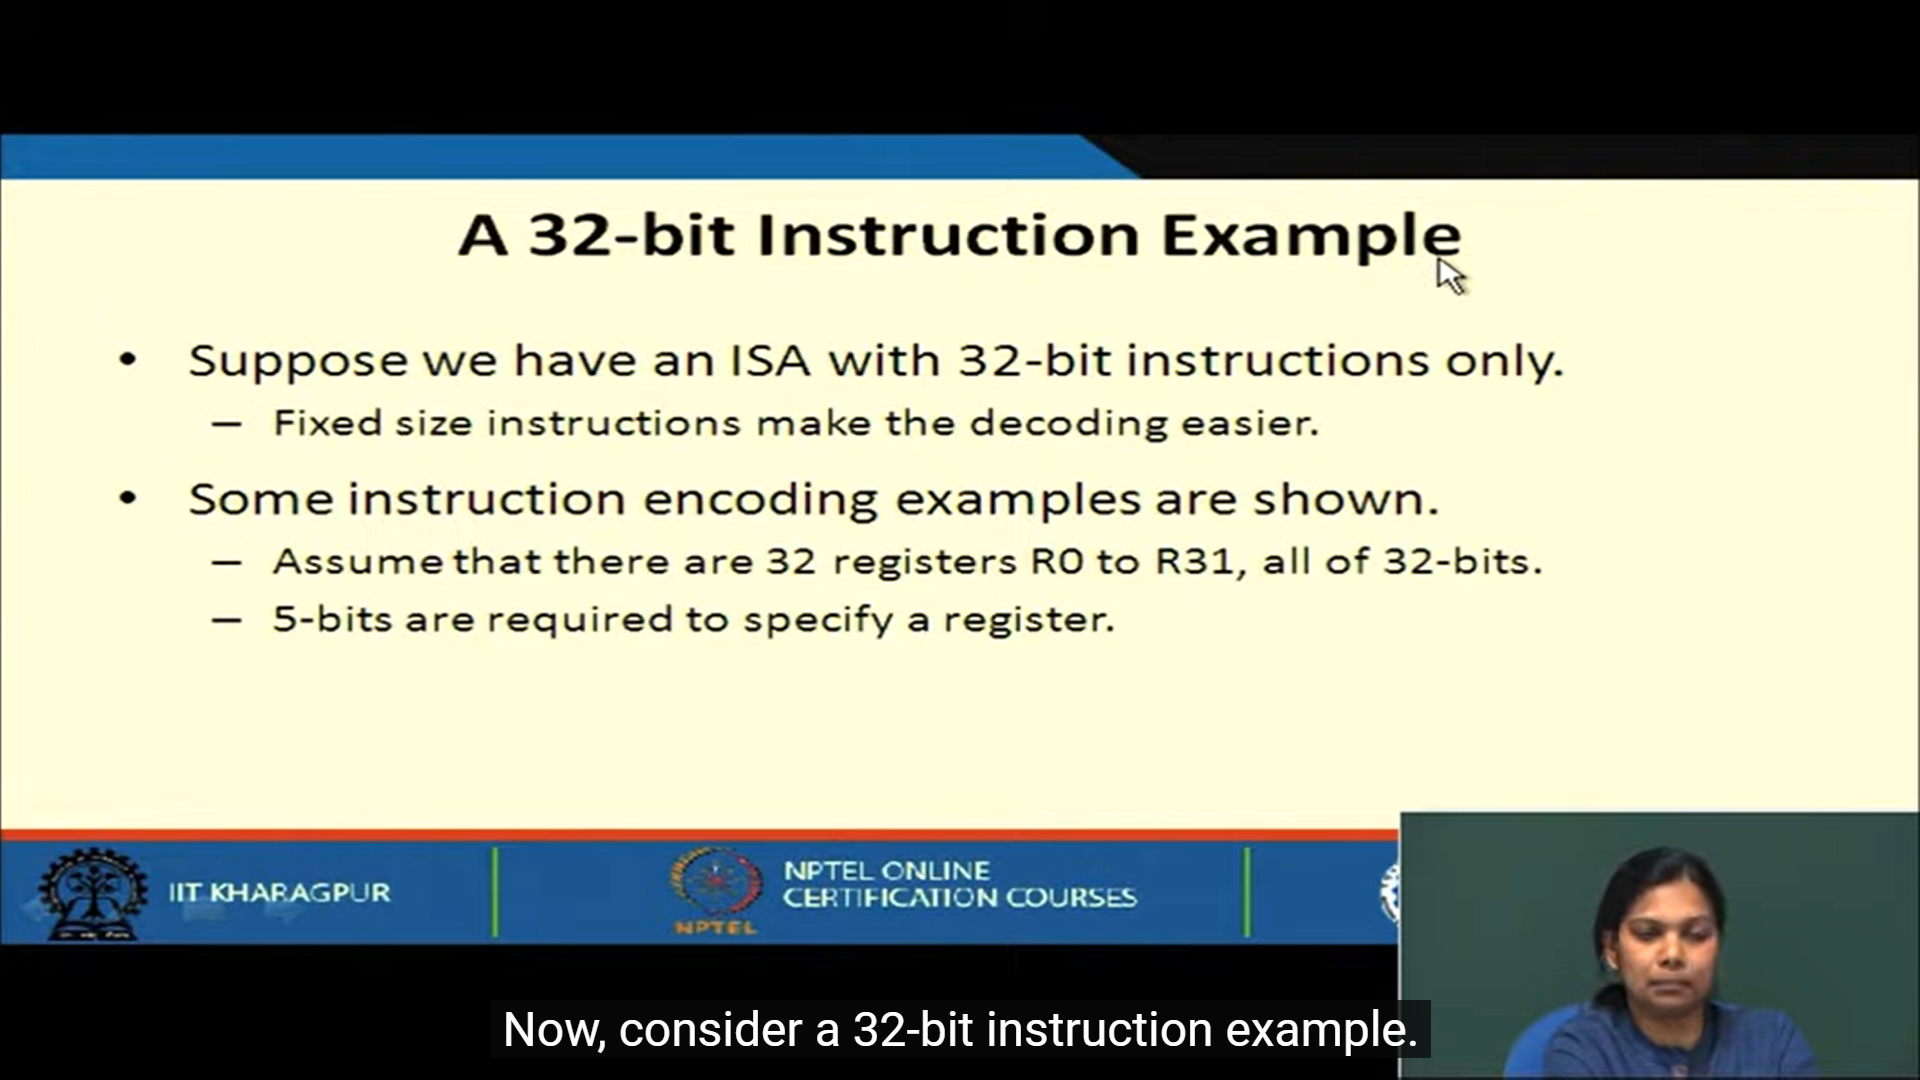 A 32-bit Instruction Example
• Suppose we have an ISA with 32-bit instructions only.
– Fixed size instructions make the decoding easier.
• Some instruction encoding examples are shown.
– Assume that there are 32 registers R0 to R31, all of 32-bits.
– 5-bits are required to specify a register.
IIT KHARAGPUR
NPTEL ONLINE
CERTIFICATION COURSES
NPTEL
Now, consider a 32-bit instruction example.